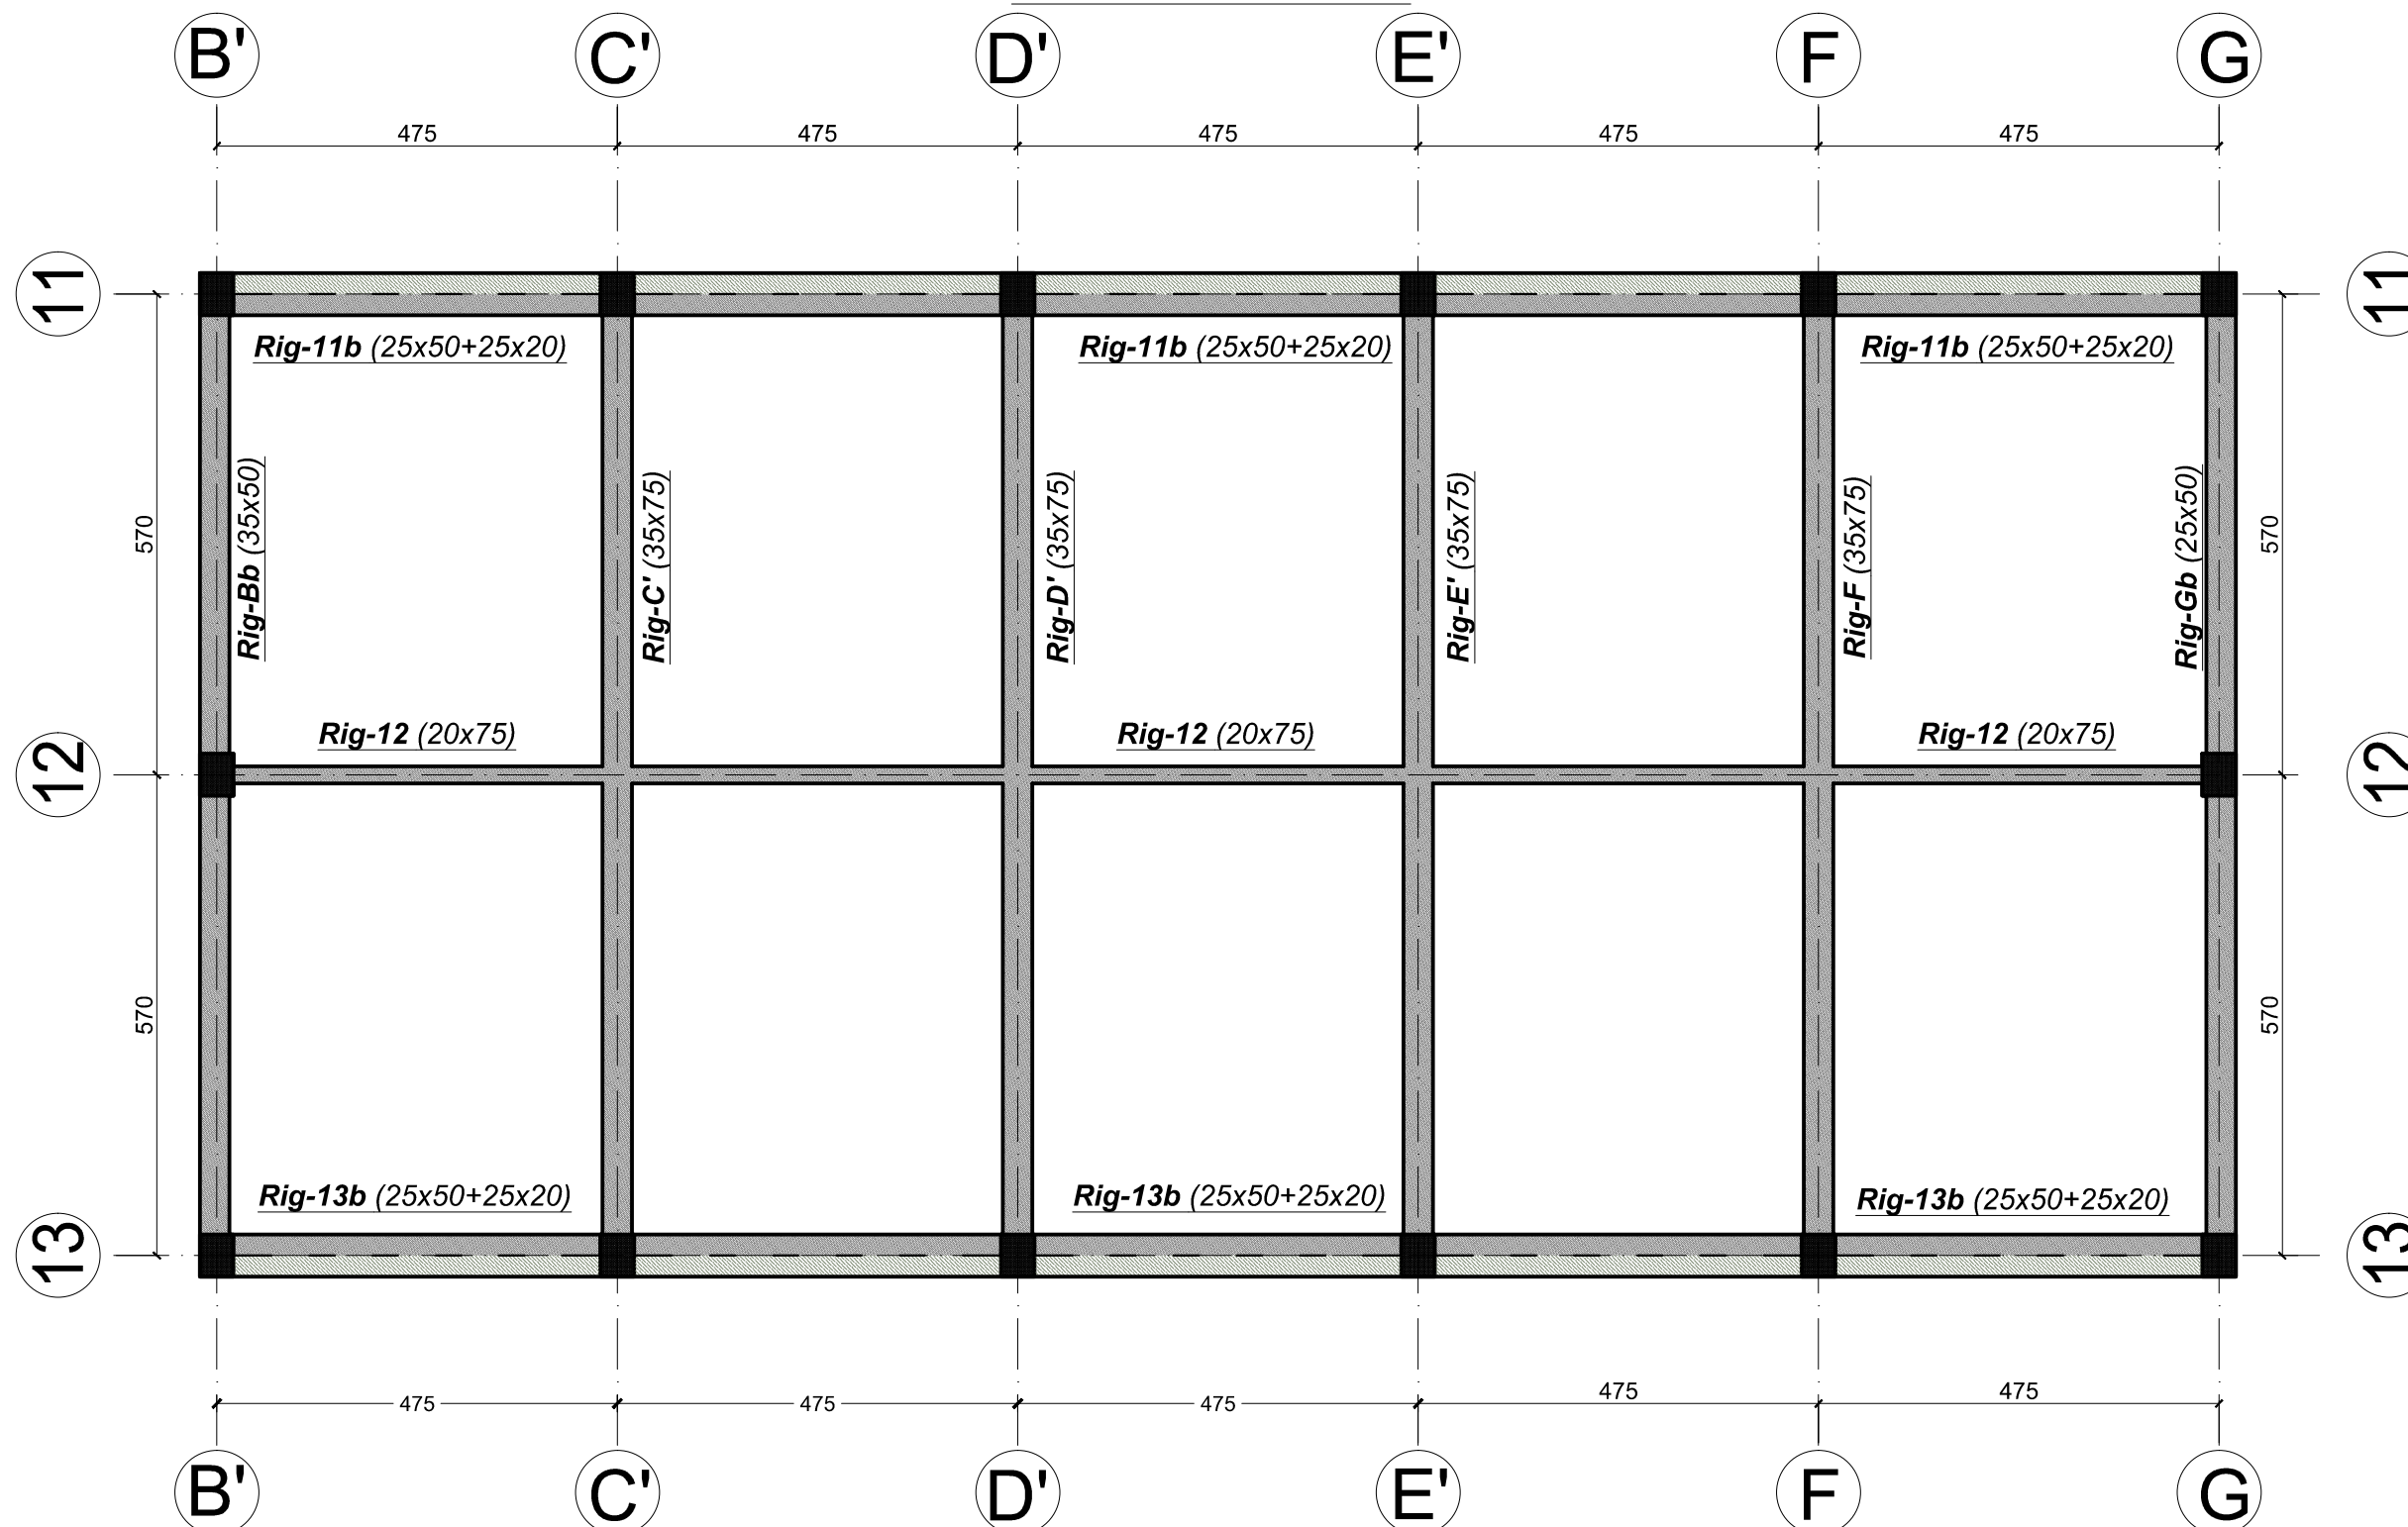 B' C' D' E' F G
475 475 475 475 475
11 11
Rig-11b (25x50+25x20) Rig-11b (25x50+25x20) Rig-11b (25x50+25x20)
570 Rig-Bb (35x50) Rig-C' (35x75) Rig-D' (35x75) Rig-E' (35x75) Rig-F (35x75) Rig-Gb (25x50) 570
Rig-12 (20x75) Rig-12 (20x75) Rig-12 (20x75)
12 12
570 570
Rig-13b (25x50+25x20) Rig-13b (25x50+25x20) Rig-13b (25x50+25x20)
13 13
475 475 475 475 475
B' C' D' E' F G